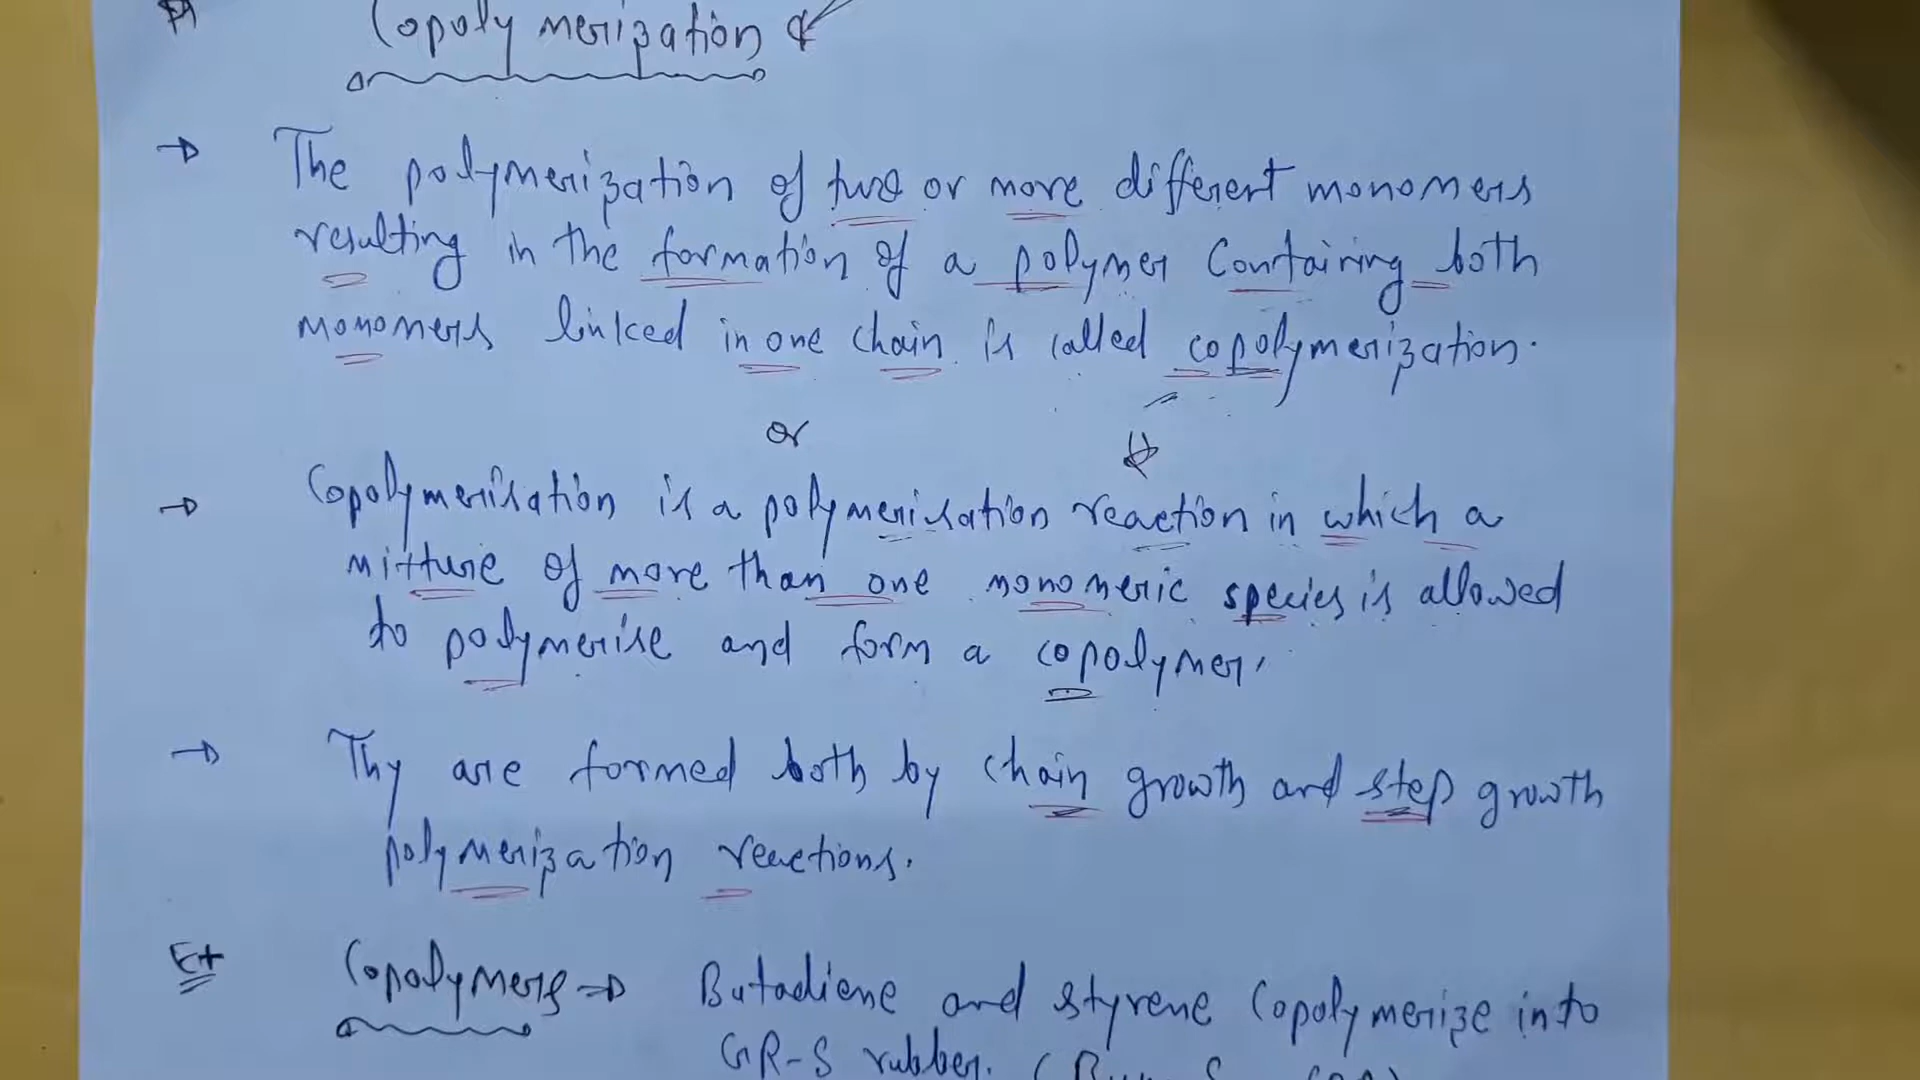 Copolymerization
→ The polymerization of two or more different monomers
resulting in the formation of a polymer Containing both
monomers linked in one chain is called copolymerization.
or
→ Copolymerisation is a polymerisation reaction in which a
mixture of more than one monomeric species is allowed
to polymerise and form a copolymer.
→ Thy are formed both by chain growth and step growth
polymerization reactions.
Ex Copolymers → Butadiene and styrene Copolymerize into
GR-S rubber.